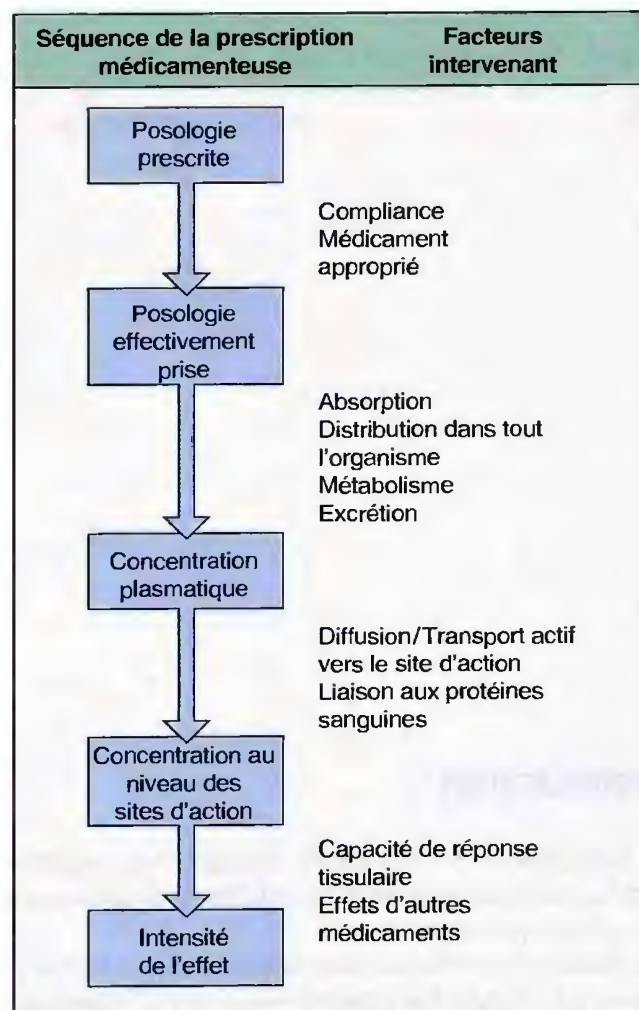 Séquence de la prescription
médicamenteuse
Facteurs
intervenant
Posologie
prescrite
Compliance
Médicament
approprié
Posologie
effectivement
prise
Absorption
Distribution dans tout
l'organisme
Métabolisme
Excrétion
Concentration
plasmatique
Diffusion/Transport actif
vers le site d'action
Liaison aux protéines
sanguines
Concentration au
niveau des
sites d'action
Capacité de réponse
tissulaire
Effets d'autres
médicaments
Intensité
de l'effet